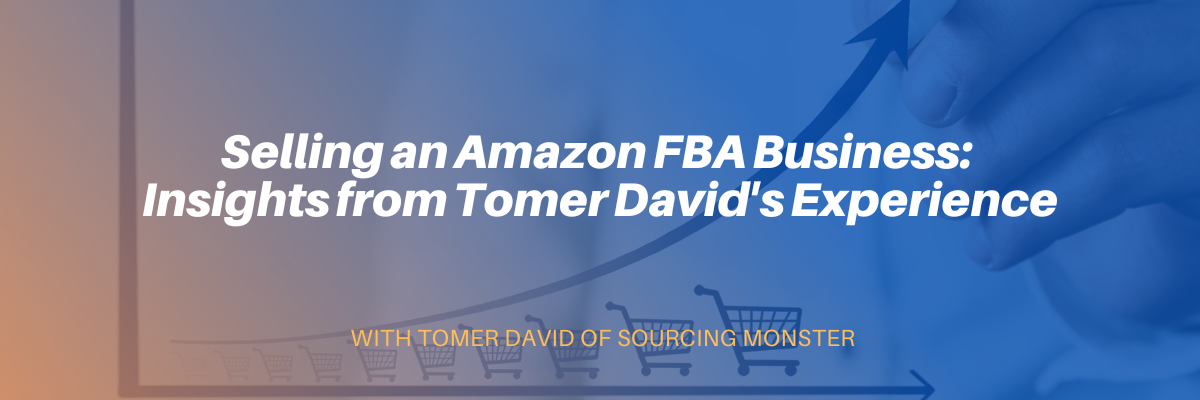 Selling an Amazon FBA Business:
Insights from Tomer David's Experience
WITH TOMER DAVID OF SOURCING MONSTER